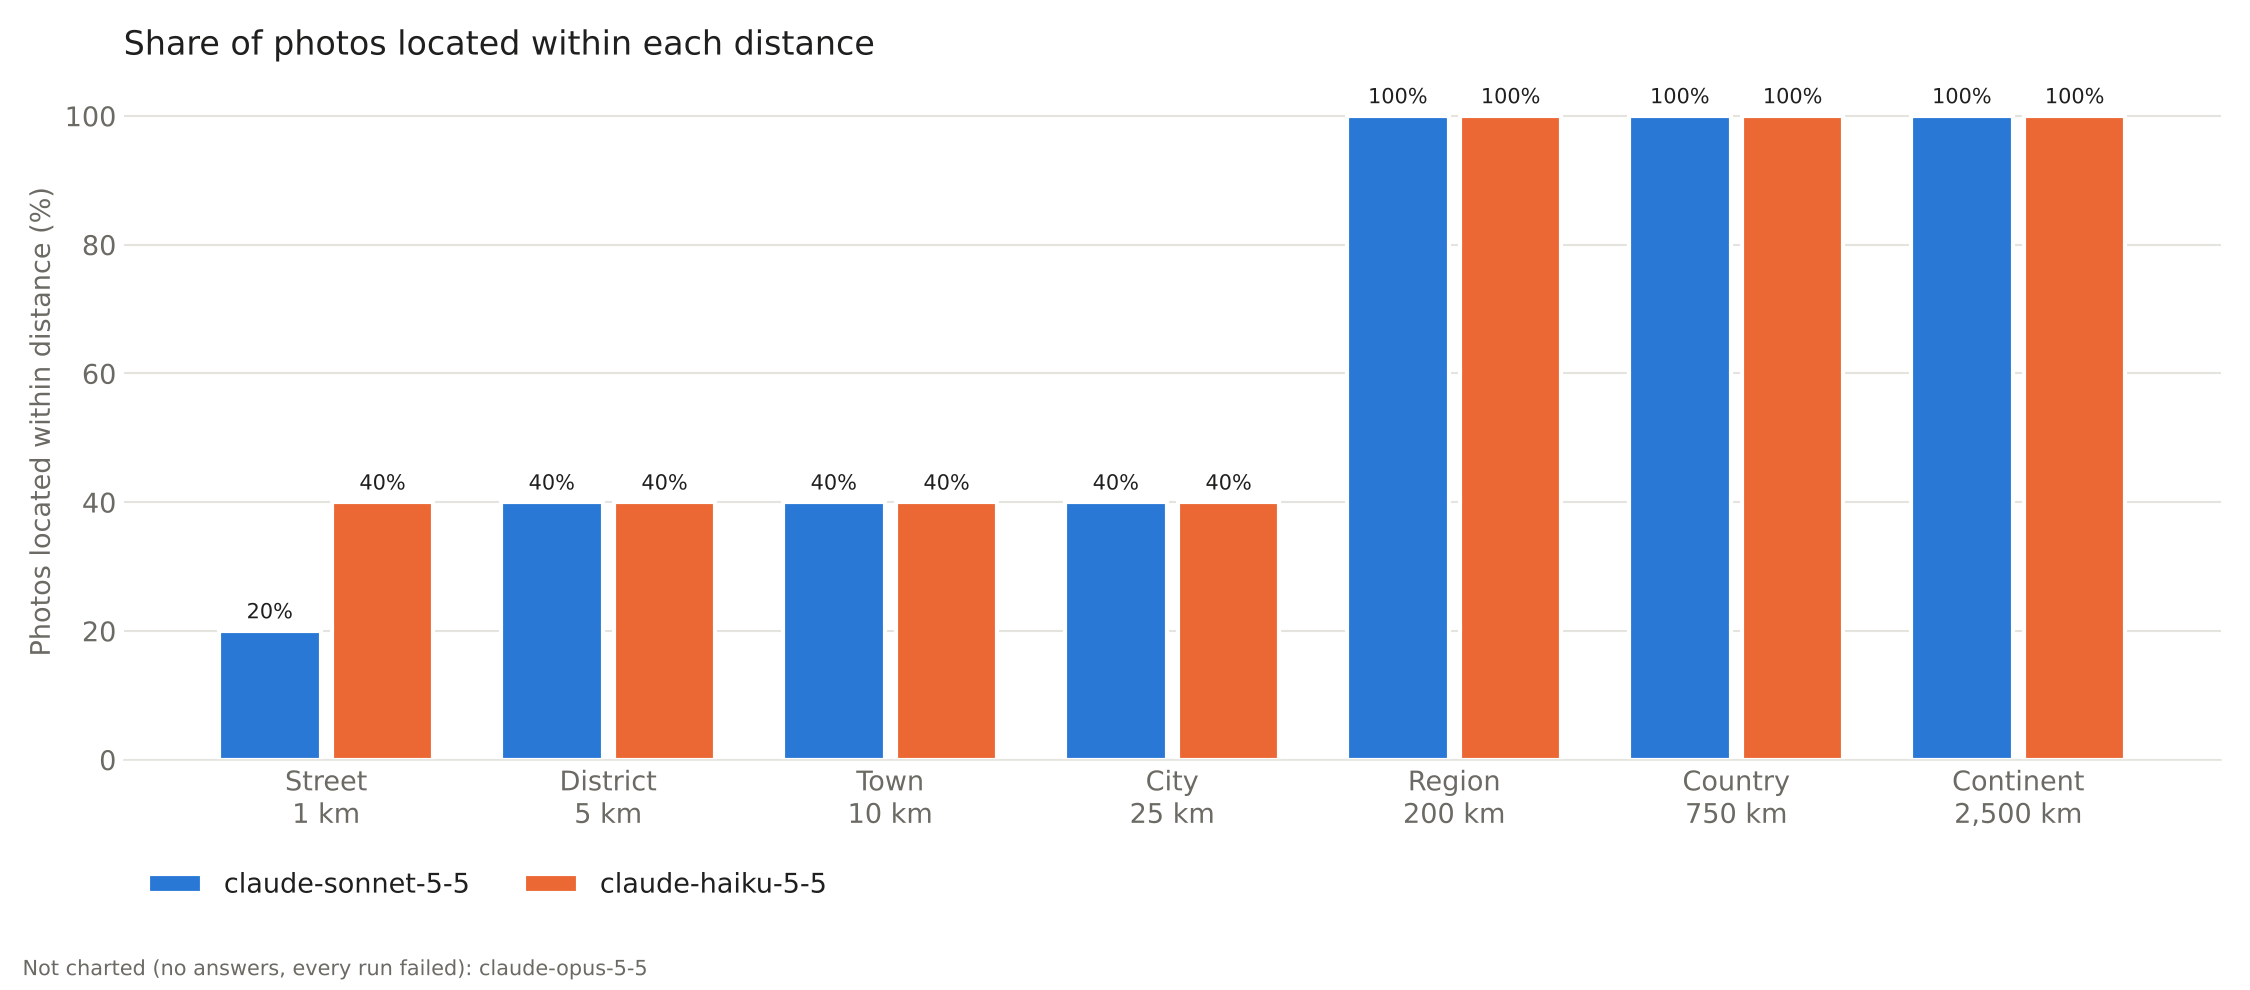 Share of photos located within each distance
Photos located within distance (%)
100
80
60
40
20
0
20% 40% 40% 40% 40% 40% 40% 40% 100% 100% 100% 100% 100% 100%
Street District Town City Region Country Continent
1 km 5 km 10 km 25 km 200 km 750 km 2,500 km
claude-sonnet-5-5 claude-haiku-5-5
Not charted (no answers, every run failed): claude-opus-5-5